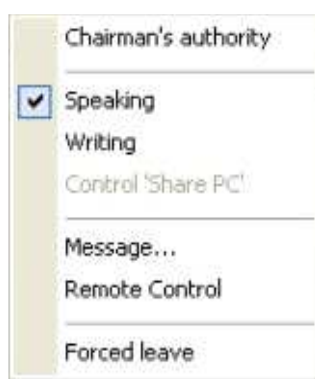 Chairman's authority
Speaking
Writing
Control 'Share PC'
Message...
Remote Control
Forced leave